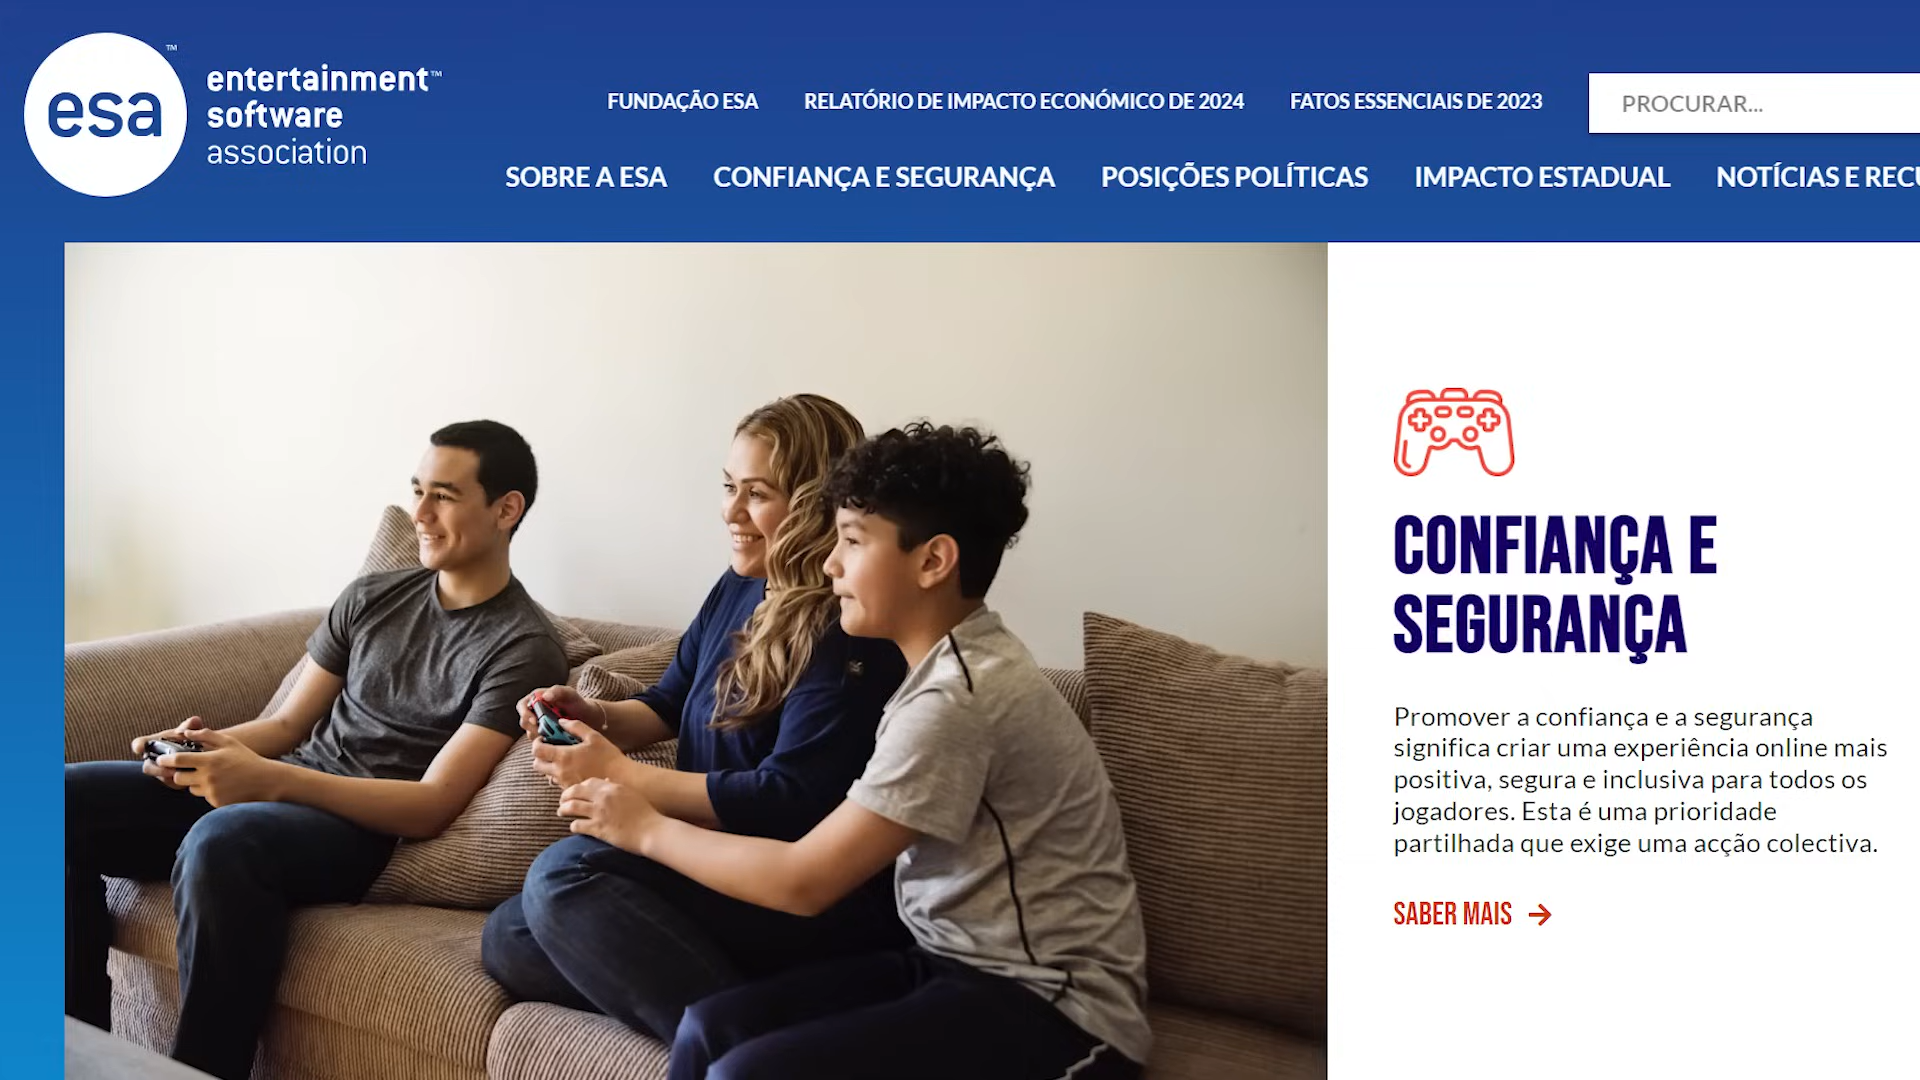 esa
™
entertainment™
software
association
FUNDAÇÃO ESA RELATÓRIO DE IMPACTO ECONÓMICO DE 2024 FATOS ESSENCIAIS DE 2023 PROCURAR...
SOBRE A ESA CONFIANÇA E SEGURANÇA POSIÇÕES POLÍTICAS IMPACTO ESTADUAL NOTÍCIAS E RECU
CONFIANÇA E
SEGURANÇA
Promover a confiança e a segurança
significa criar uma experiência online mais
positiva, segura e inclusiva para todos os
jogadores. Esta é uma prioridade
partilhada que exige uma acção colectiva.
SABER MAIS →